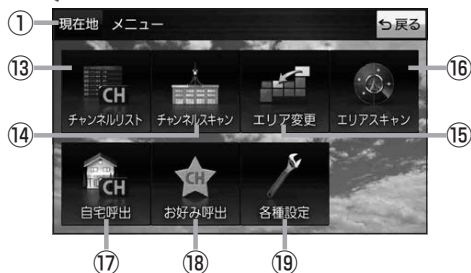 ① 現在地 メニュー 戻る
⑬ ⑯
CH
チャンネルリスト チャンネルスキャン エリア変更 エリアスキャン
⑭ ⑮
CH CH
自宅呼出 お好み呼出 各種設定
⑰ ⑱ ⑲